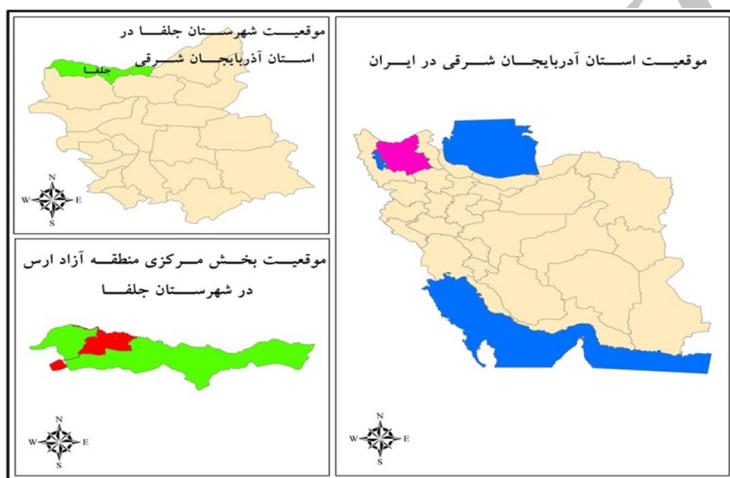 موقعیت شهرستان جلفا در
استان آذربایجان شرقی
جلفا
N
W E
S
موقعیت استان آدربایجان شرقی در ایران
N
W E
S
موقعیت بخش مرکزی منطقه آزاد ارس
در شهرستان جلفا
N
W E
S